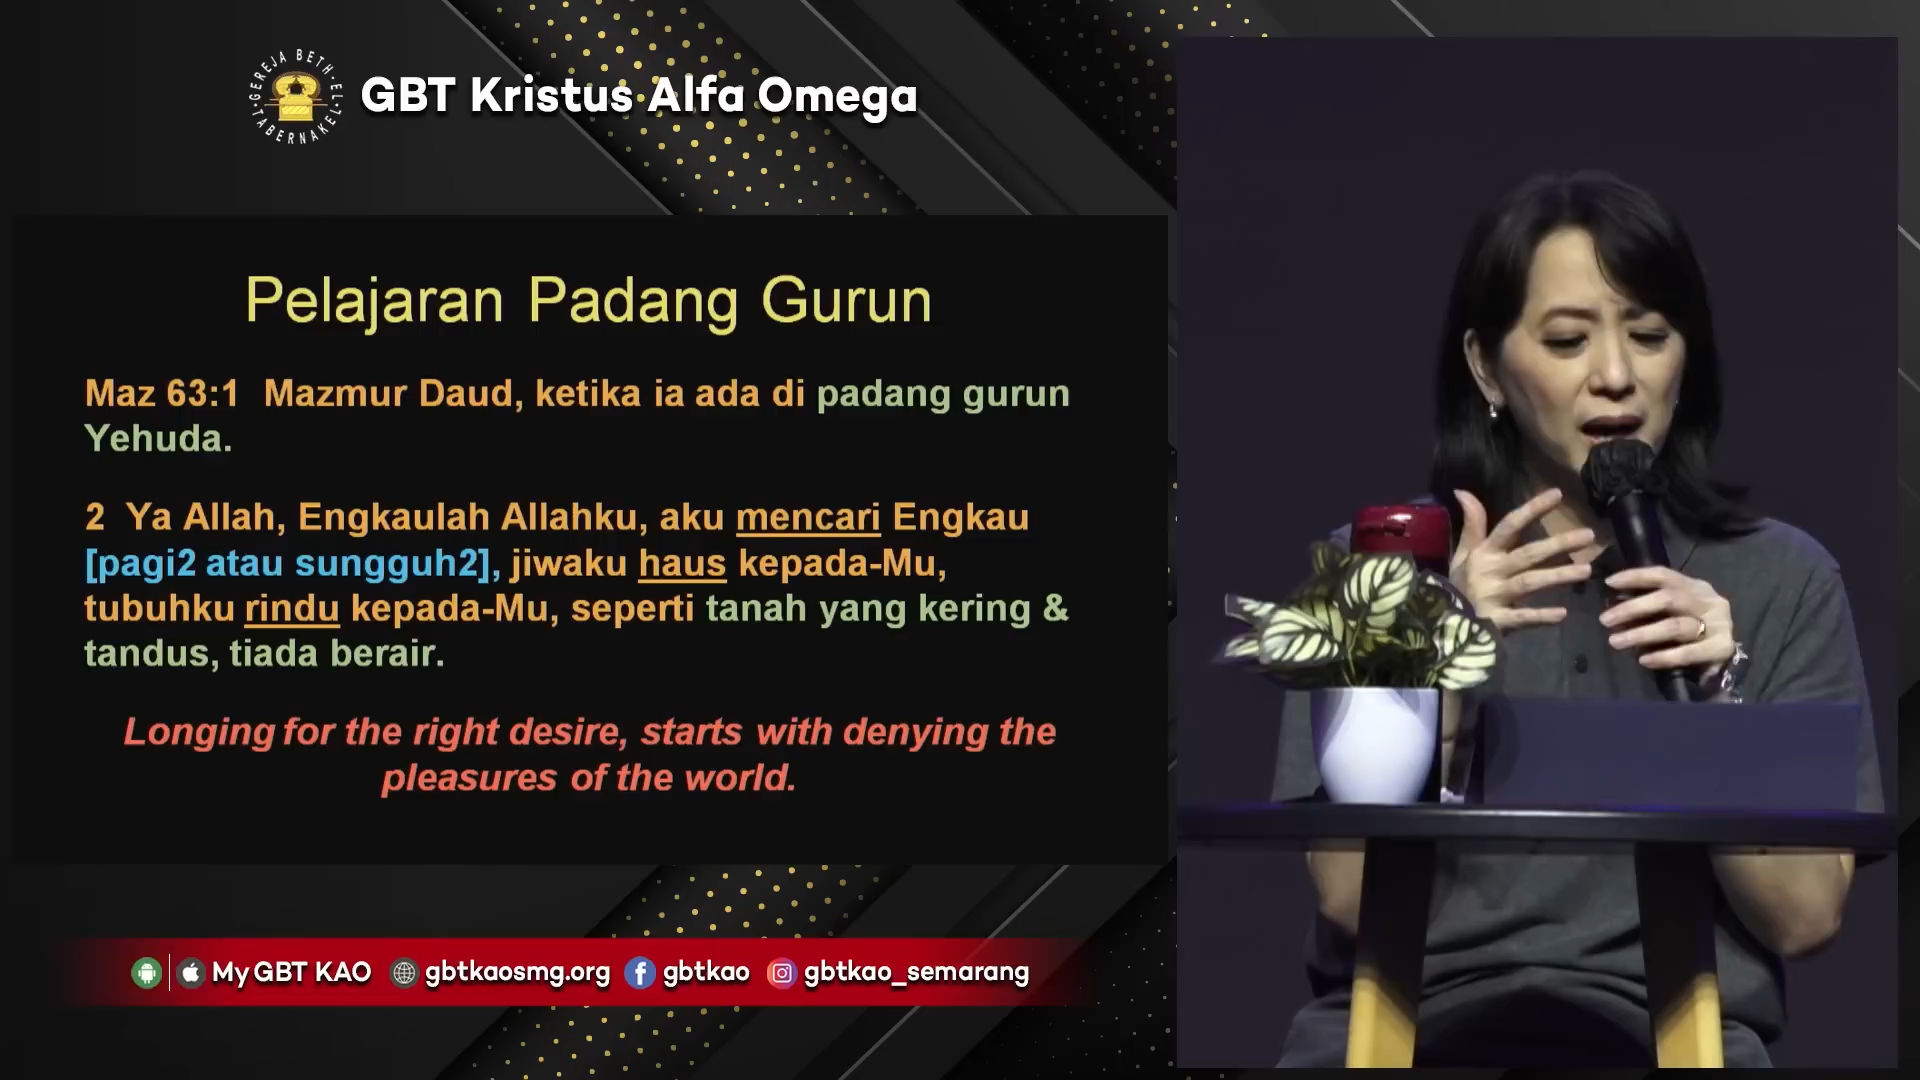 GEREJA BETH-EL TABERNAKEL
GBT Kristus Alfa Omega
Pelajaran Padang Gurun
Maz 63:1 Mazmur Daud, ketika ia ada di padang gurun
Yehuda.
2 Ya Allah, Engkaulah Allahku, aku mencari Engkau
[pagi2 atau sungguh2], jiwaku haus kepada-Mu,
tubuhku rindu kepada-Mu, seperti tanah yang kering &
tandus, tiada berair.
Longing for the right desire, starts with denying the
pleasures of the world.
My GBT KAO gbtkaosmg.org gbtkao gbtkao_semarang